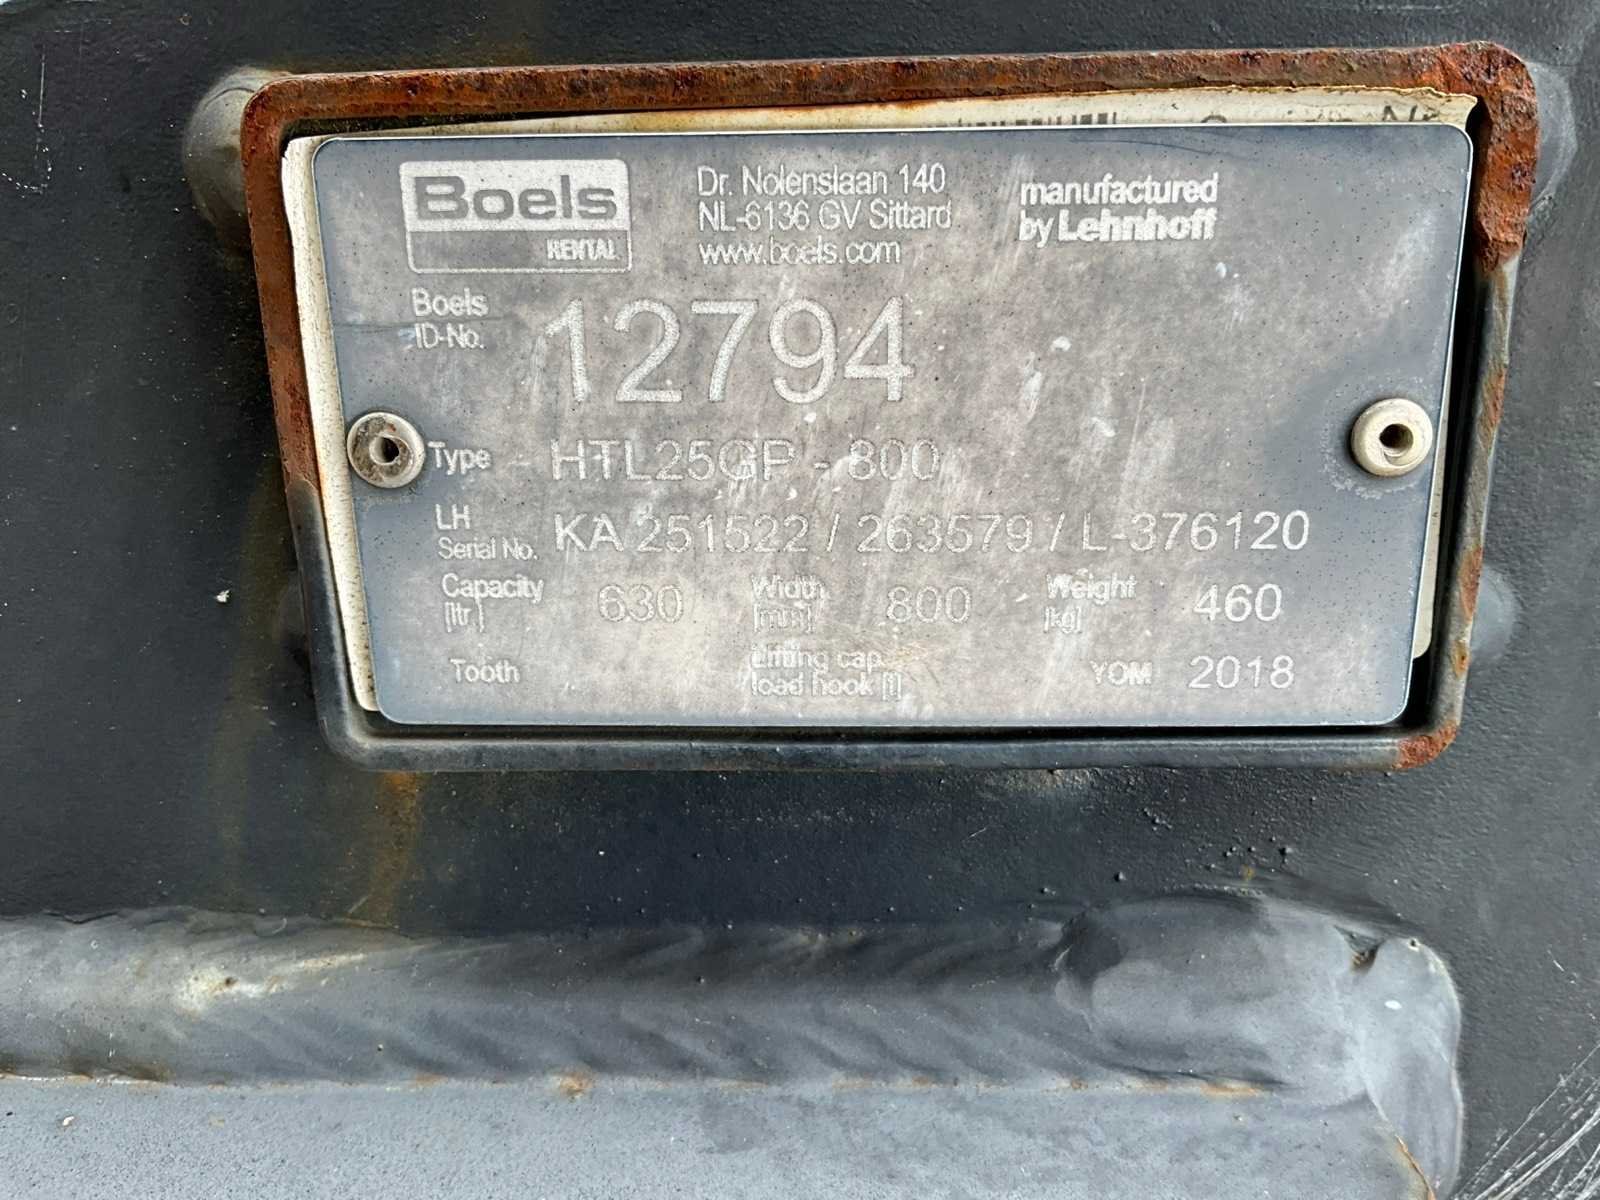 Boels
RENTAL
Dr. Nolenslaan 140
NL-6136 GV Sittard
www.boels.com
manufactured
by Lehnhoff
Boels
ID-No.
12794
Type HTL25GP - 800
LH
Serial No. KA 251522 / 263579 / L-376120
Capacity
[ltr.]
630
Width
[mm]
800
Weight
[kg]
460
Tooth
Lifting cap.
load hook [t]
YOM 2018